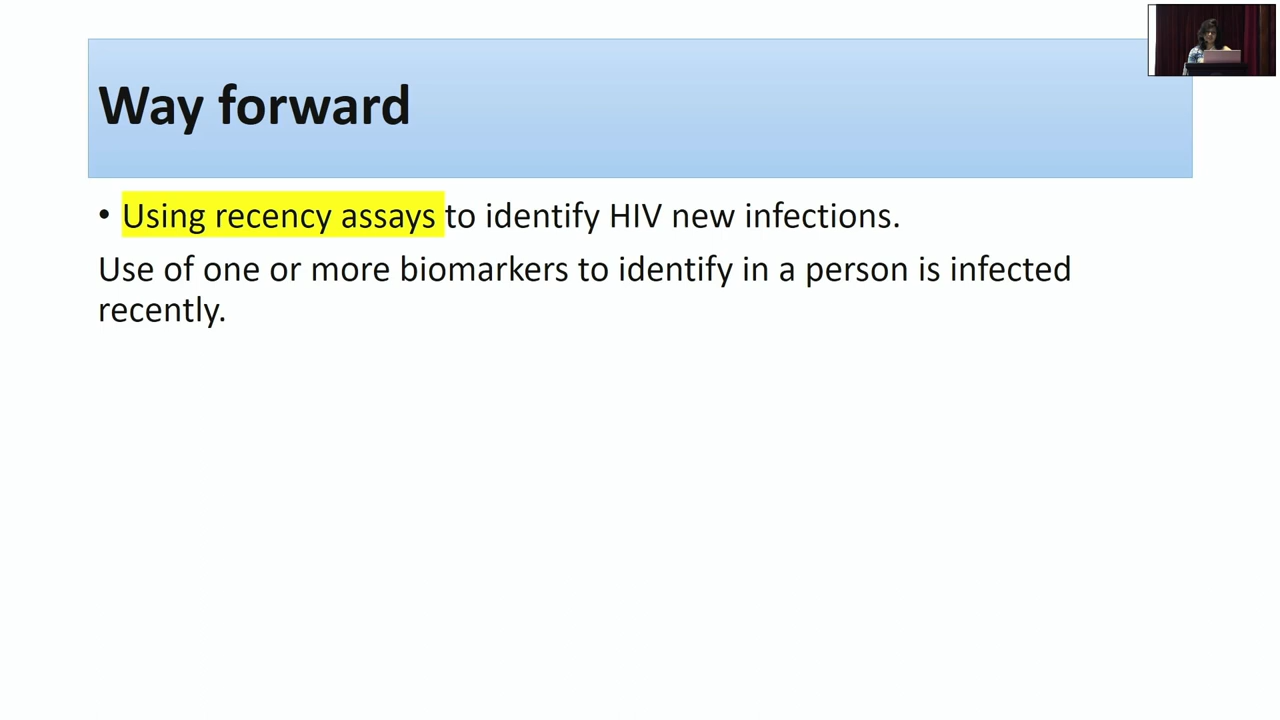 Way forward
• Using recency assays to identify HIV new infections.
Use of one or more biomarkers to identify in a person is infected
recently.